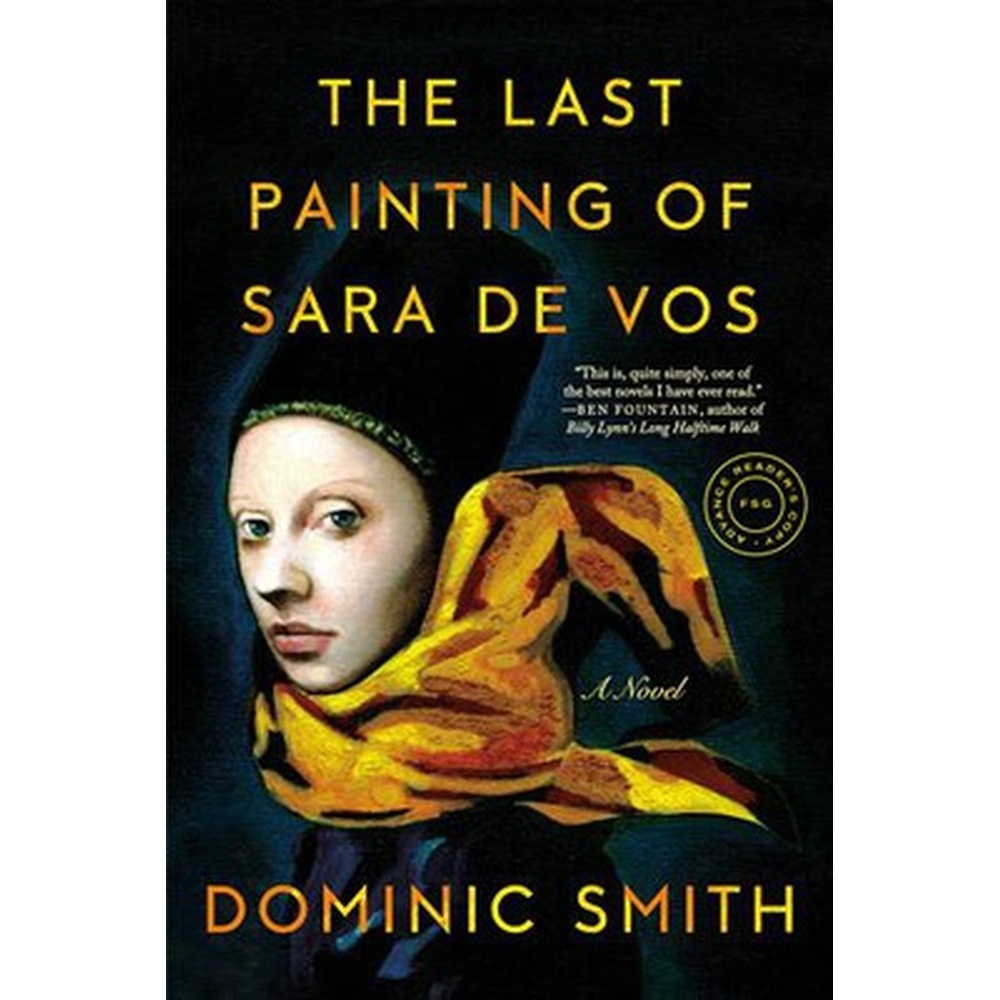 THE LAST
PAINTING OF
SARA DE VOS
"This is, quite simply, one of
the best novels I have ever read."
—BEN FOUNTAIN, author of
Billy Lynn's Long Halftime Walk
ADVANCE READER'S COPY •
FSG
A Novel
DOMINIC SMITH